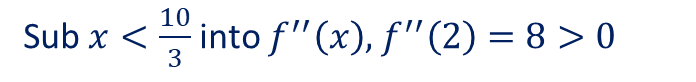 Sub x < 10/3 into f′′(x), f′′(2) = 8 > 0